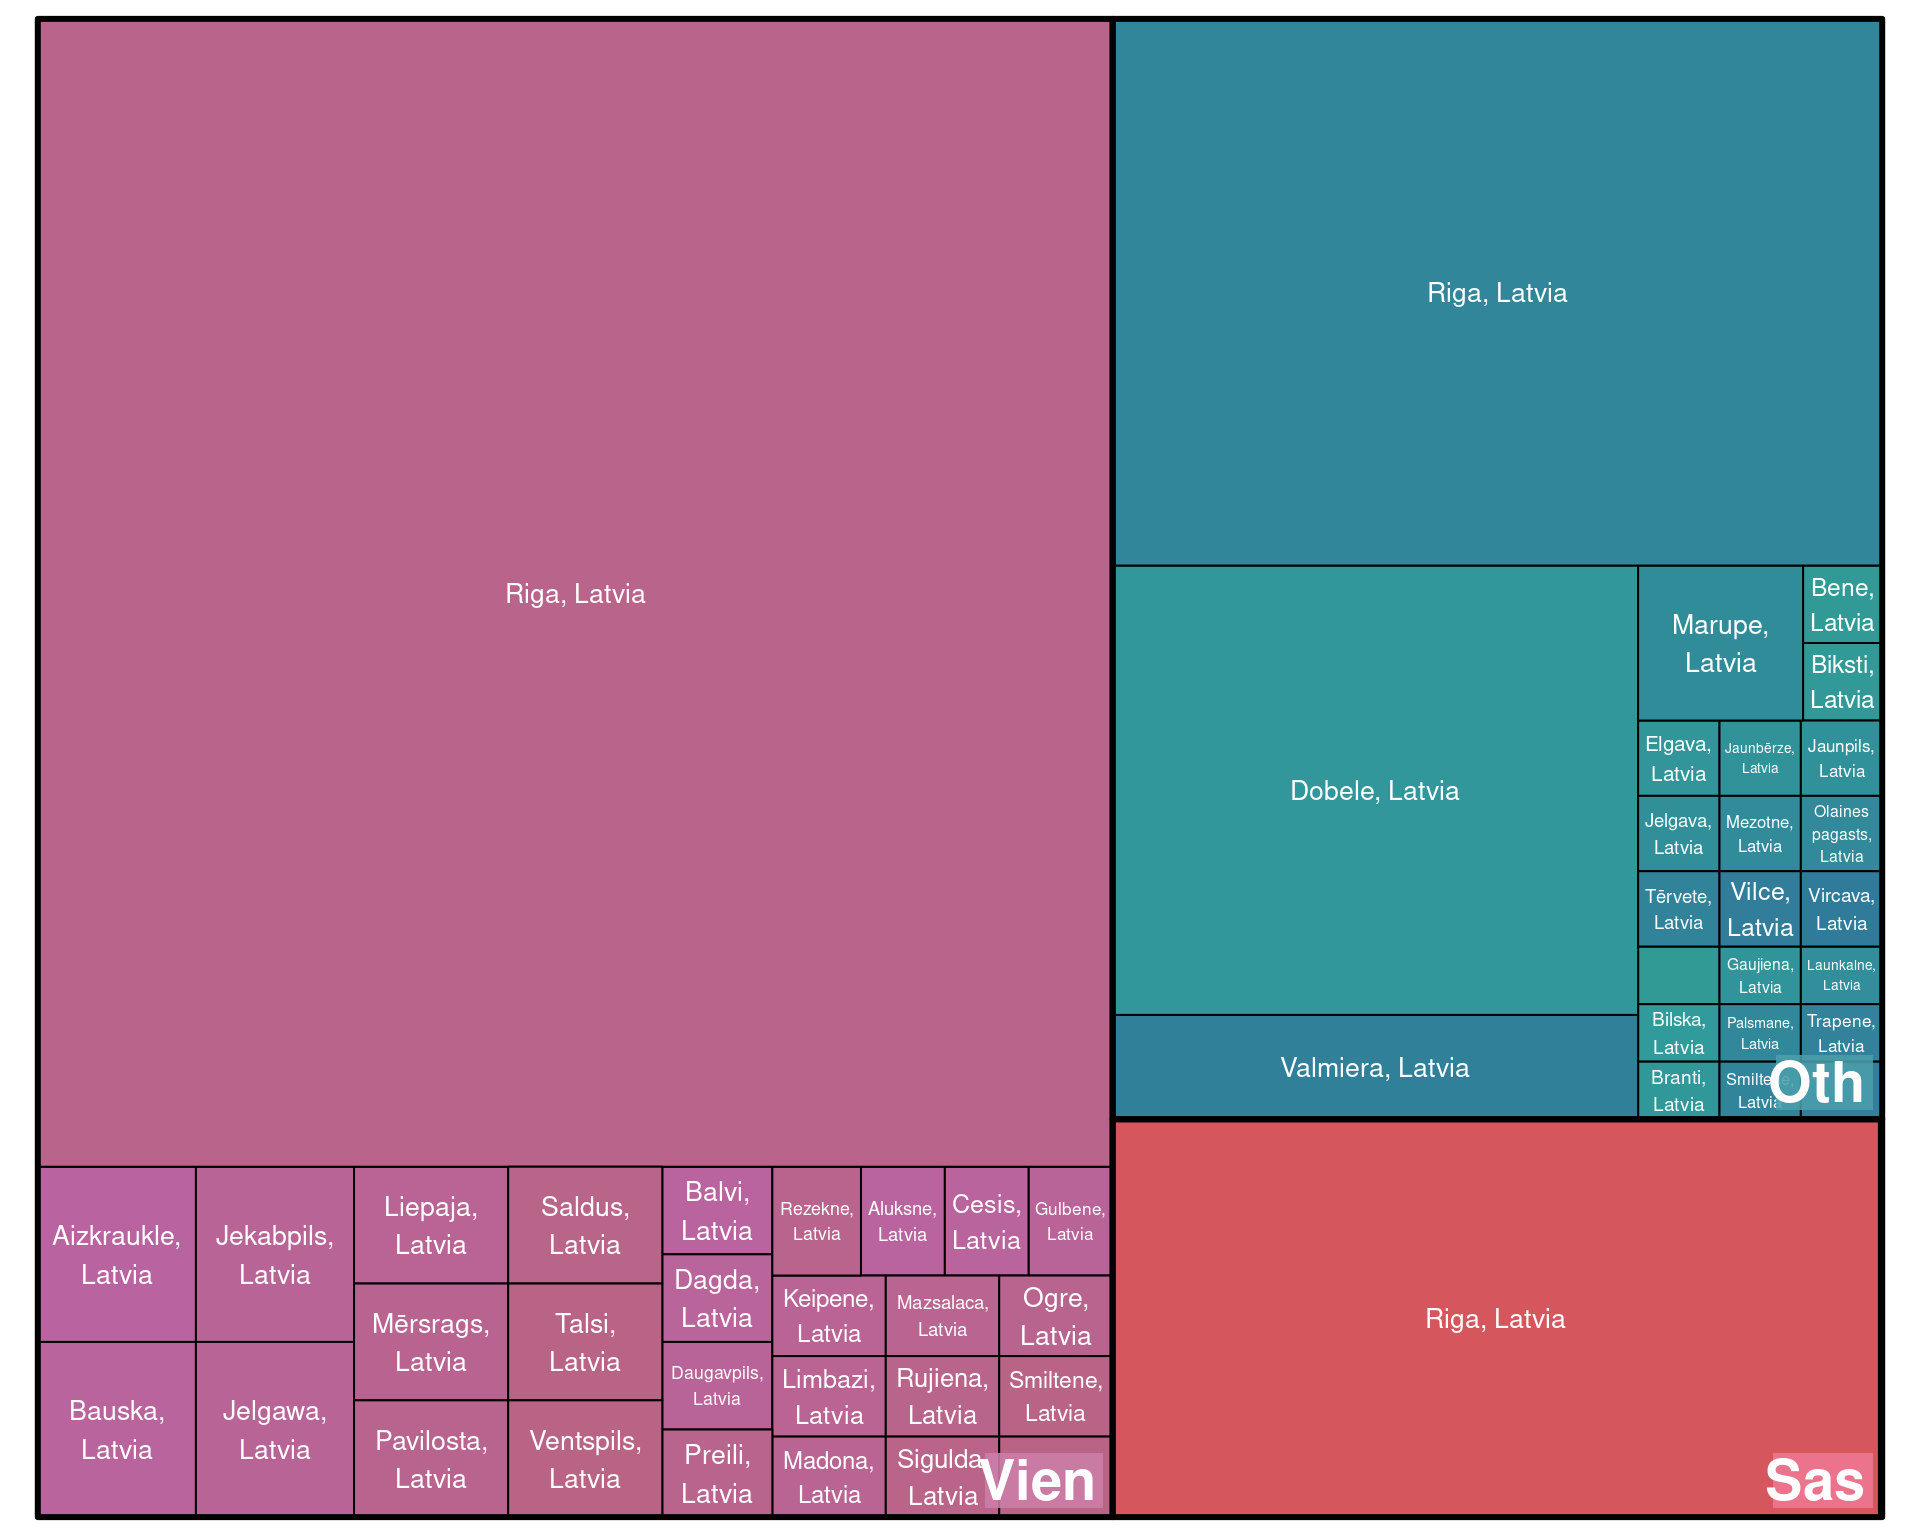 Riga, Latvia
Aizkraukle,
Latvia
Jekabpils,
Latvia
Bauska,
Latvia
Jelgawa,
Latvia
Liepaja,
Latvia
Saldus,
Latvia
Mērsrags,
Latvia
Talsi,
Latvia
Pavilosta,
Latvia
Ventspils,
Latvia
Balvi,
Latvia
Dagda,
Latvia
Daugavpils,
Latvia
Preili,
Latvia
Rezekne,
Latvia
Aluksne,
Latvia
Cesis,
Latvia
Gulbene,
Latvia
Keipene,
Latvia
Mazsalaca,
Latvia
Ogre,
Latvia
Limbazi,
Latvia
Rujiena,
Latvia
Smiltene,
Latvia
Madona,
Latvia
Sigulda,
Latvia
Vien
Riga, Latvia
Dobele, Latvia
Valmiera, Latvia
Marupe,
Latvia
Bene,
Latvia
Biksti,
Latvia
Elgava,
Latvia
Jaunbērze,
Latvia
Jaunpils,
Latvia
Jelgava,
Latvia
Mezotne,
Latvia
Olaines
pagasts,
Latvia
Tērvete,
Latvia
Vilce,
Latvia
Vircava,
Latvia
Gaujiena,
Latvia
Launkalne,
Latvia
Bilska,
Latvia
Palsmane,
Latvia
Trapene,
Latvia
Branti,
Latvia
Smiltene,
Latvia
Oth
Riga, Latvia
Sas